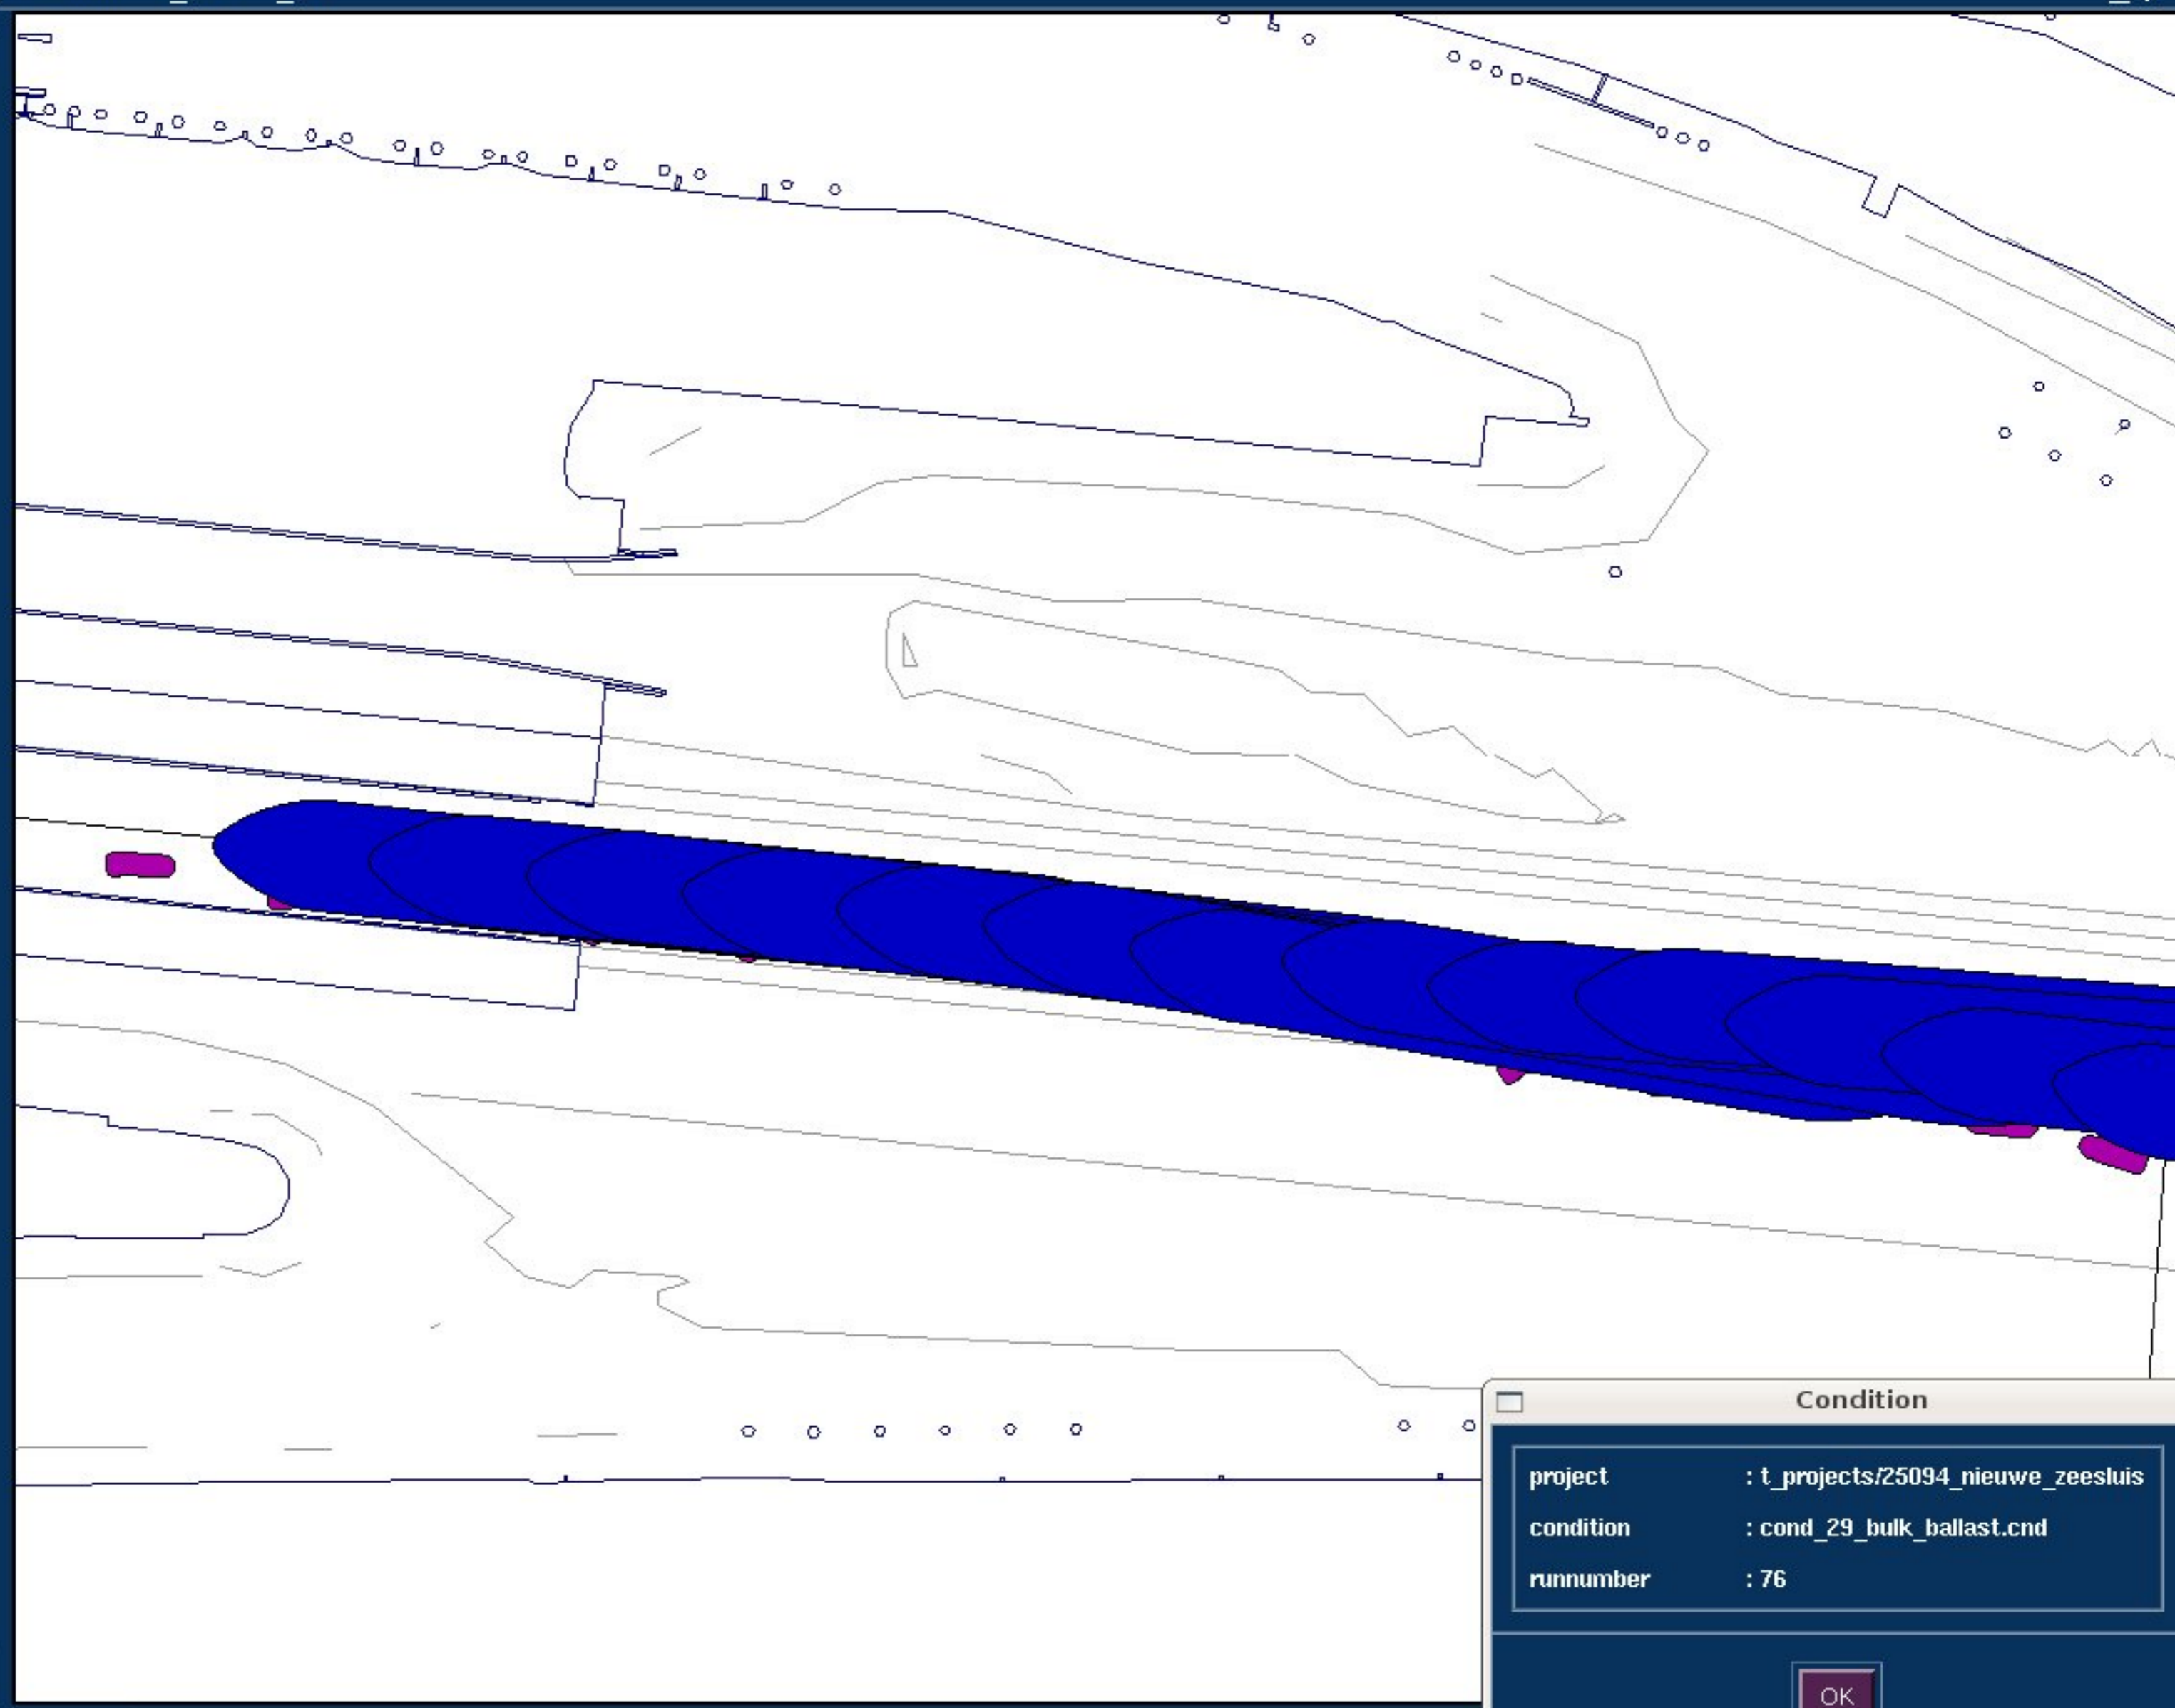 Condition
project : t_projects/25094_nieuwe_zeesluis
condition : cond_29_bulk_ballast.cnd
runnumber : 76
OK